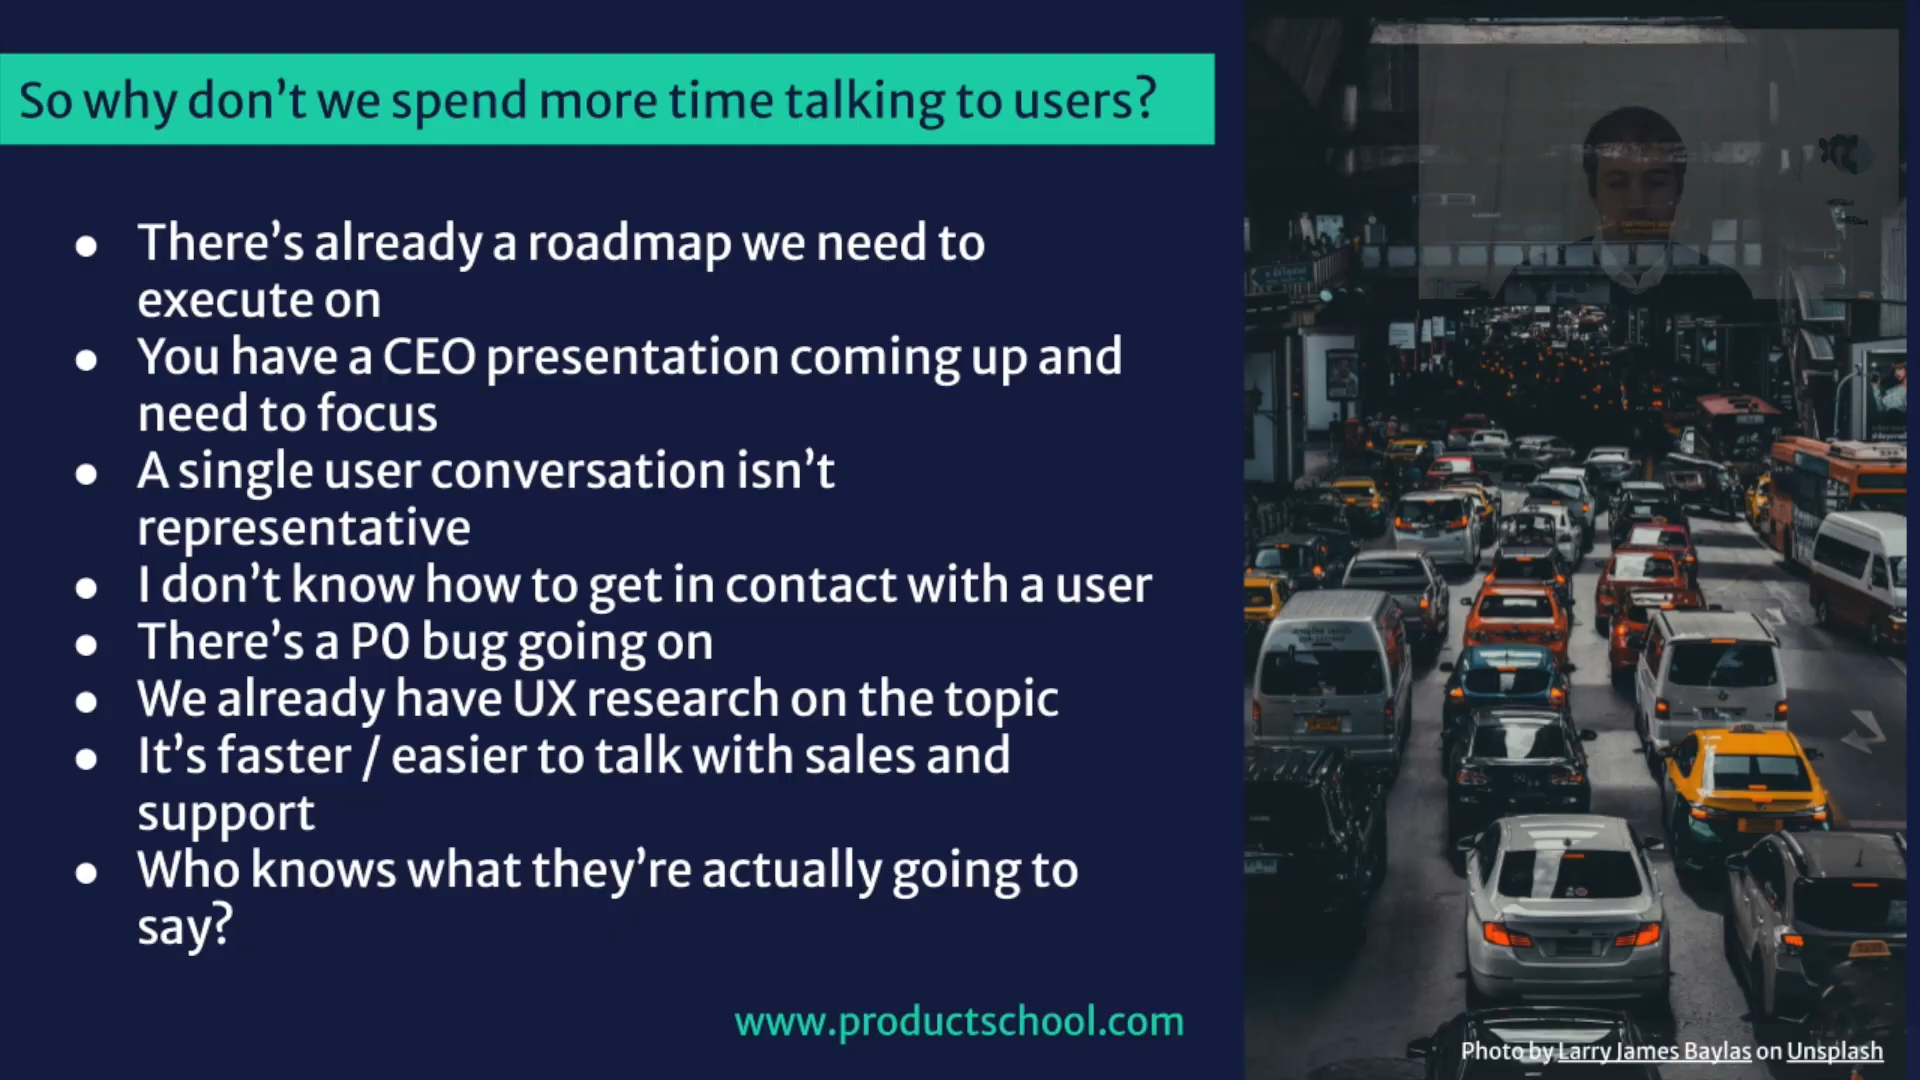 So why don't we spend more time talking to users?
● There's already a roadmap we need to
execute on
● You have a CEO presentation coming up and
need to focus
● A single user conversation isn't
representative
● I don't know how to get in contact with a user
● There's a P0 bug going on
● We already have UX research on the topic
● It's faster / easier to talk with sales and
support
● Who knows what they're actually going to
say?
www.productschool.com
Photo by Larry James Baylas on Unsplash